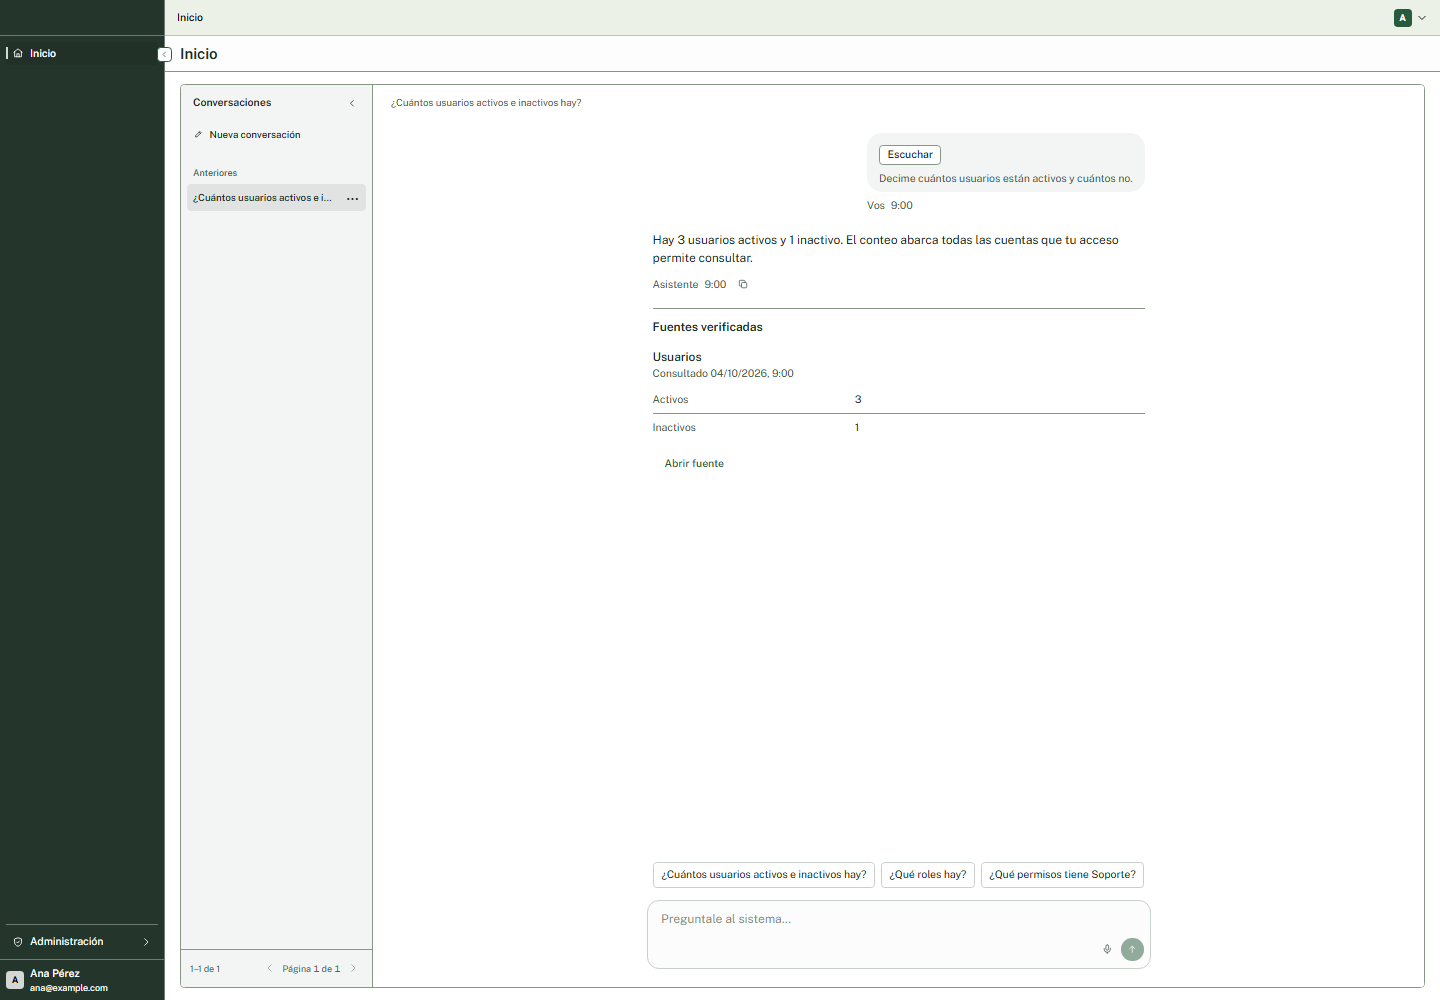 Inicio
A
Inicio
Inicio
Conversaciones
Nueva conversación
Anteriores
¿Cuántos usuarios activos e i...
¿Cuántos usuarios activos e inactivos hay?
Escuchar
Decime cuántos usuarios están activos y cuántos no.
Vos 9:00
Hay 3 usuarios activos y 1 inactivo. El conteo abarca todas las cuentas que tu acceso
permite consultar.
Asistente 9:00
Fuentes verificadas
Usuarios
Consultado 04/10/2026, 9:00
Activos 3
Inactivos 1
Abrir fuente
¿Cuántos usuarios activos e inactivos hay? ¿Qué roles hay? ¿Qué permisos tiene Soporte?
Preguntale al sistema...
1–1 de 1 Página 1 de 1
Administración
A
Ana Pérez
ana@example.com